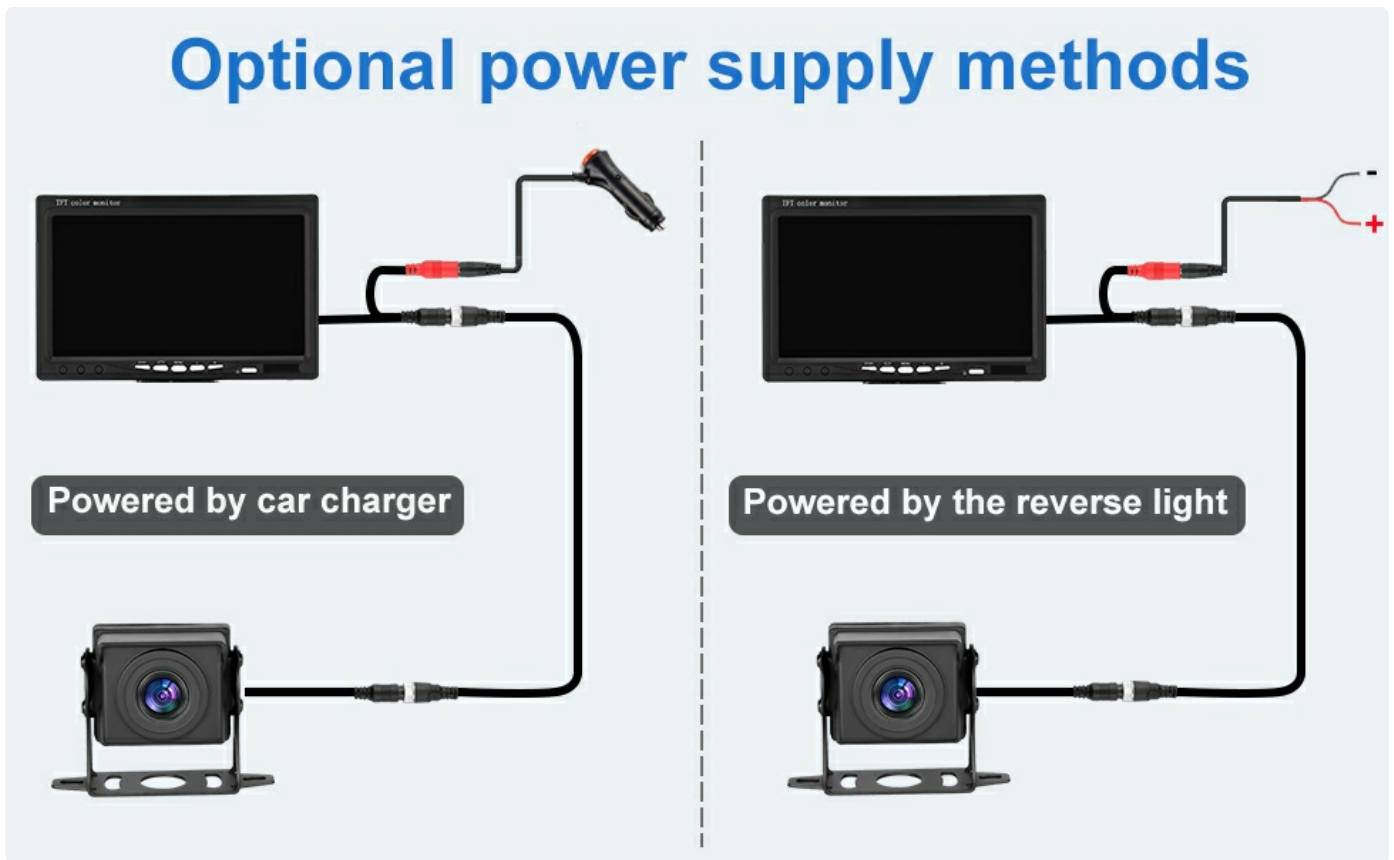 Optional power supply methods
TFT color monitor
TFT color monitor
-
+
Powered by car charger
Powered by the reverse light